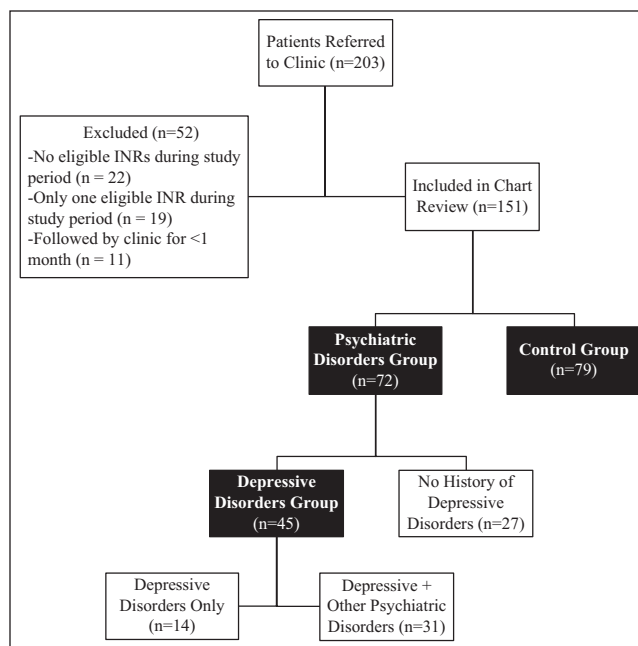 Patients Referred
to Clinic (n=203)
Excluded (n=52)
-No eligible INRs during study
period (n = 22)
-Only one eligible INR during
study period (n = 19)
-Followed by clinic for <1
month (n = 11)
Included in Chart
Review (n=151)
Psychiatric
Disorders Group
(n=72)
Control Group
(n=79)
Depressive
Disorders Group
(n=45)
No History of
Depressive
Disorders (n=27)
Depressive
Disorders Only
(n=14)
Depressive +
Other Psychiatric
Disorders (n=31)